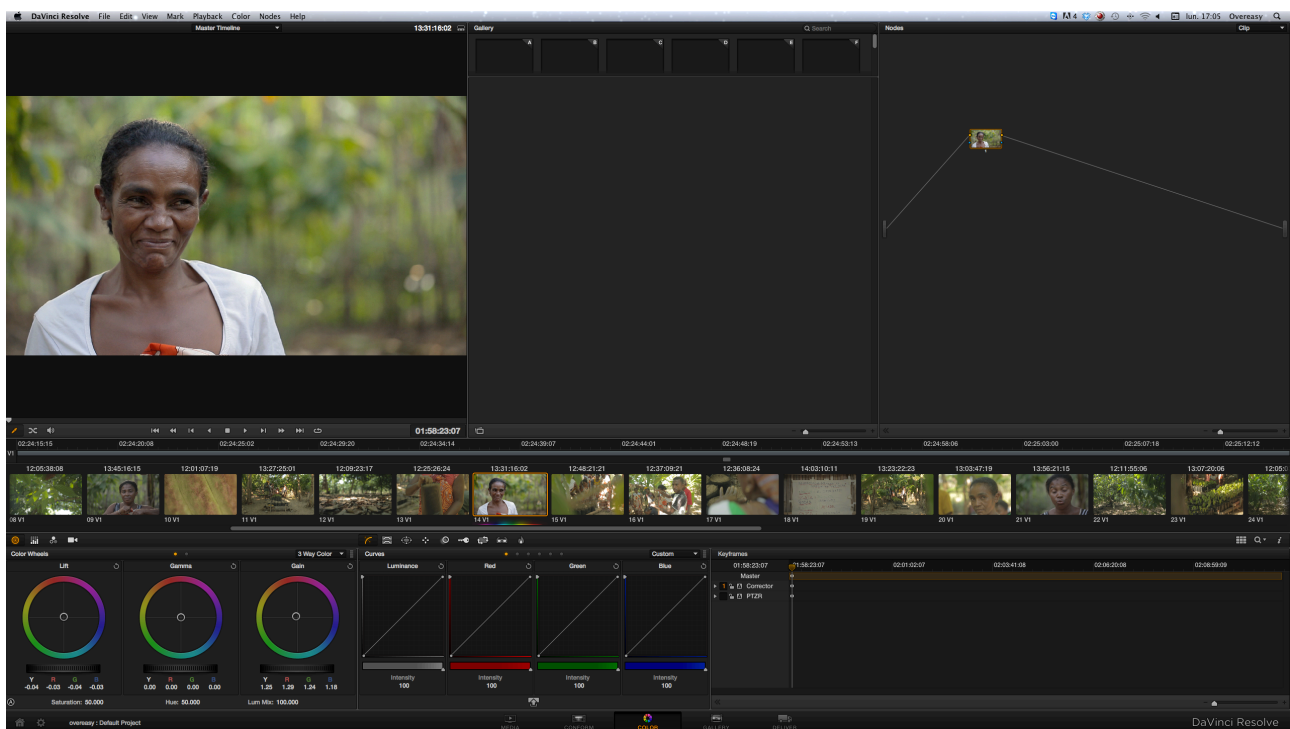 DaVinci Resolve File Edit View Mark Playback Color Nodes Help 4 lun. 17:05 Overeasy
Master Timeline 13:31:16:02 Gallery Search Nodes Clip
A B C D E F
01:58:23:07
02:24:15:15 02:24:20:08 02:24:25:02 02:24:29:20 02:24:34:14 02:24:39:07 02:24:44:01 02:24:48:19 02:24:53:13 02:24:58:06 02:25:03:00 02:25:07:18 02:25:12:12
V1
12:05:38:08 13:45:16:15 12:01:07:19 13:27:25:01 12:09:23:17 12:25:26:24 13:31:16:02 12:48:21:21 12:37:09:21 12:36:08:24 14:03:10:11 13:23:22:23 13:03:47:19 13:56:21:15 12:11:55:06 13:07:20:06 12:05:
08 V1 09 V1 10 V1 11 V1 12 V1 13 V1 14 V1 15 V1 16 V1 17 V1 18 V1 19 V1 20 V1 21 V1 22 V1 23 V1 24 V1
Color Wheels 3 Way Color Curves Custom Keyframes
Lift Gamma Gain Luminance Red Green Blue 01:58:23:07 01:58:23:07 02:01:02:07 02:03:41:08 02:06:20:08 02:08:59:09
Master
1 Corrector
PTZR
Y R G B Y R G B Y R G B Intensity Intensity Intensity Intensity
-0.04 -0.03 -0.04 -0.03 0.00 0.00 0.00 0.00 1.25 1.29 1.24 1.18 100 100 100 100
Saturation: 50.000 Hue: 50.000 Lum Mix: 100.000
overeasy : Default Project MEDIA CONFORM COLOR GALLERY DELIVER DaVinci Resolve